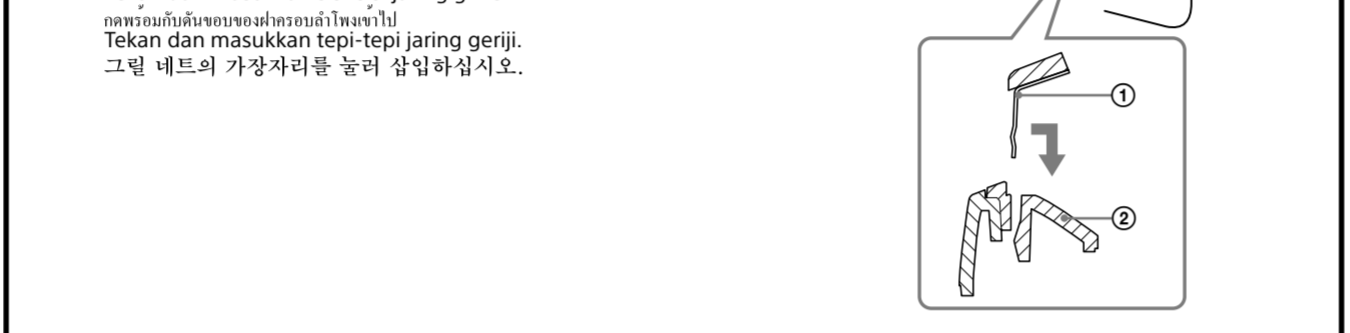 กดพร้อมกับดันขอบของฝาครอบลำโพงเข้าไป
Tekan dan masukkan tepi-tepi jaring geriji.
그릴 네트의 가장자리를 눌러 삽입하십시오.
①
②